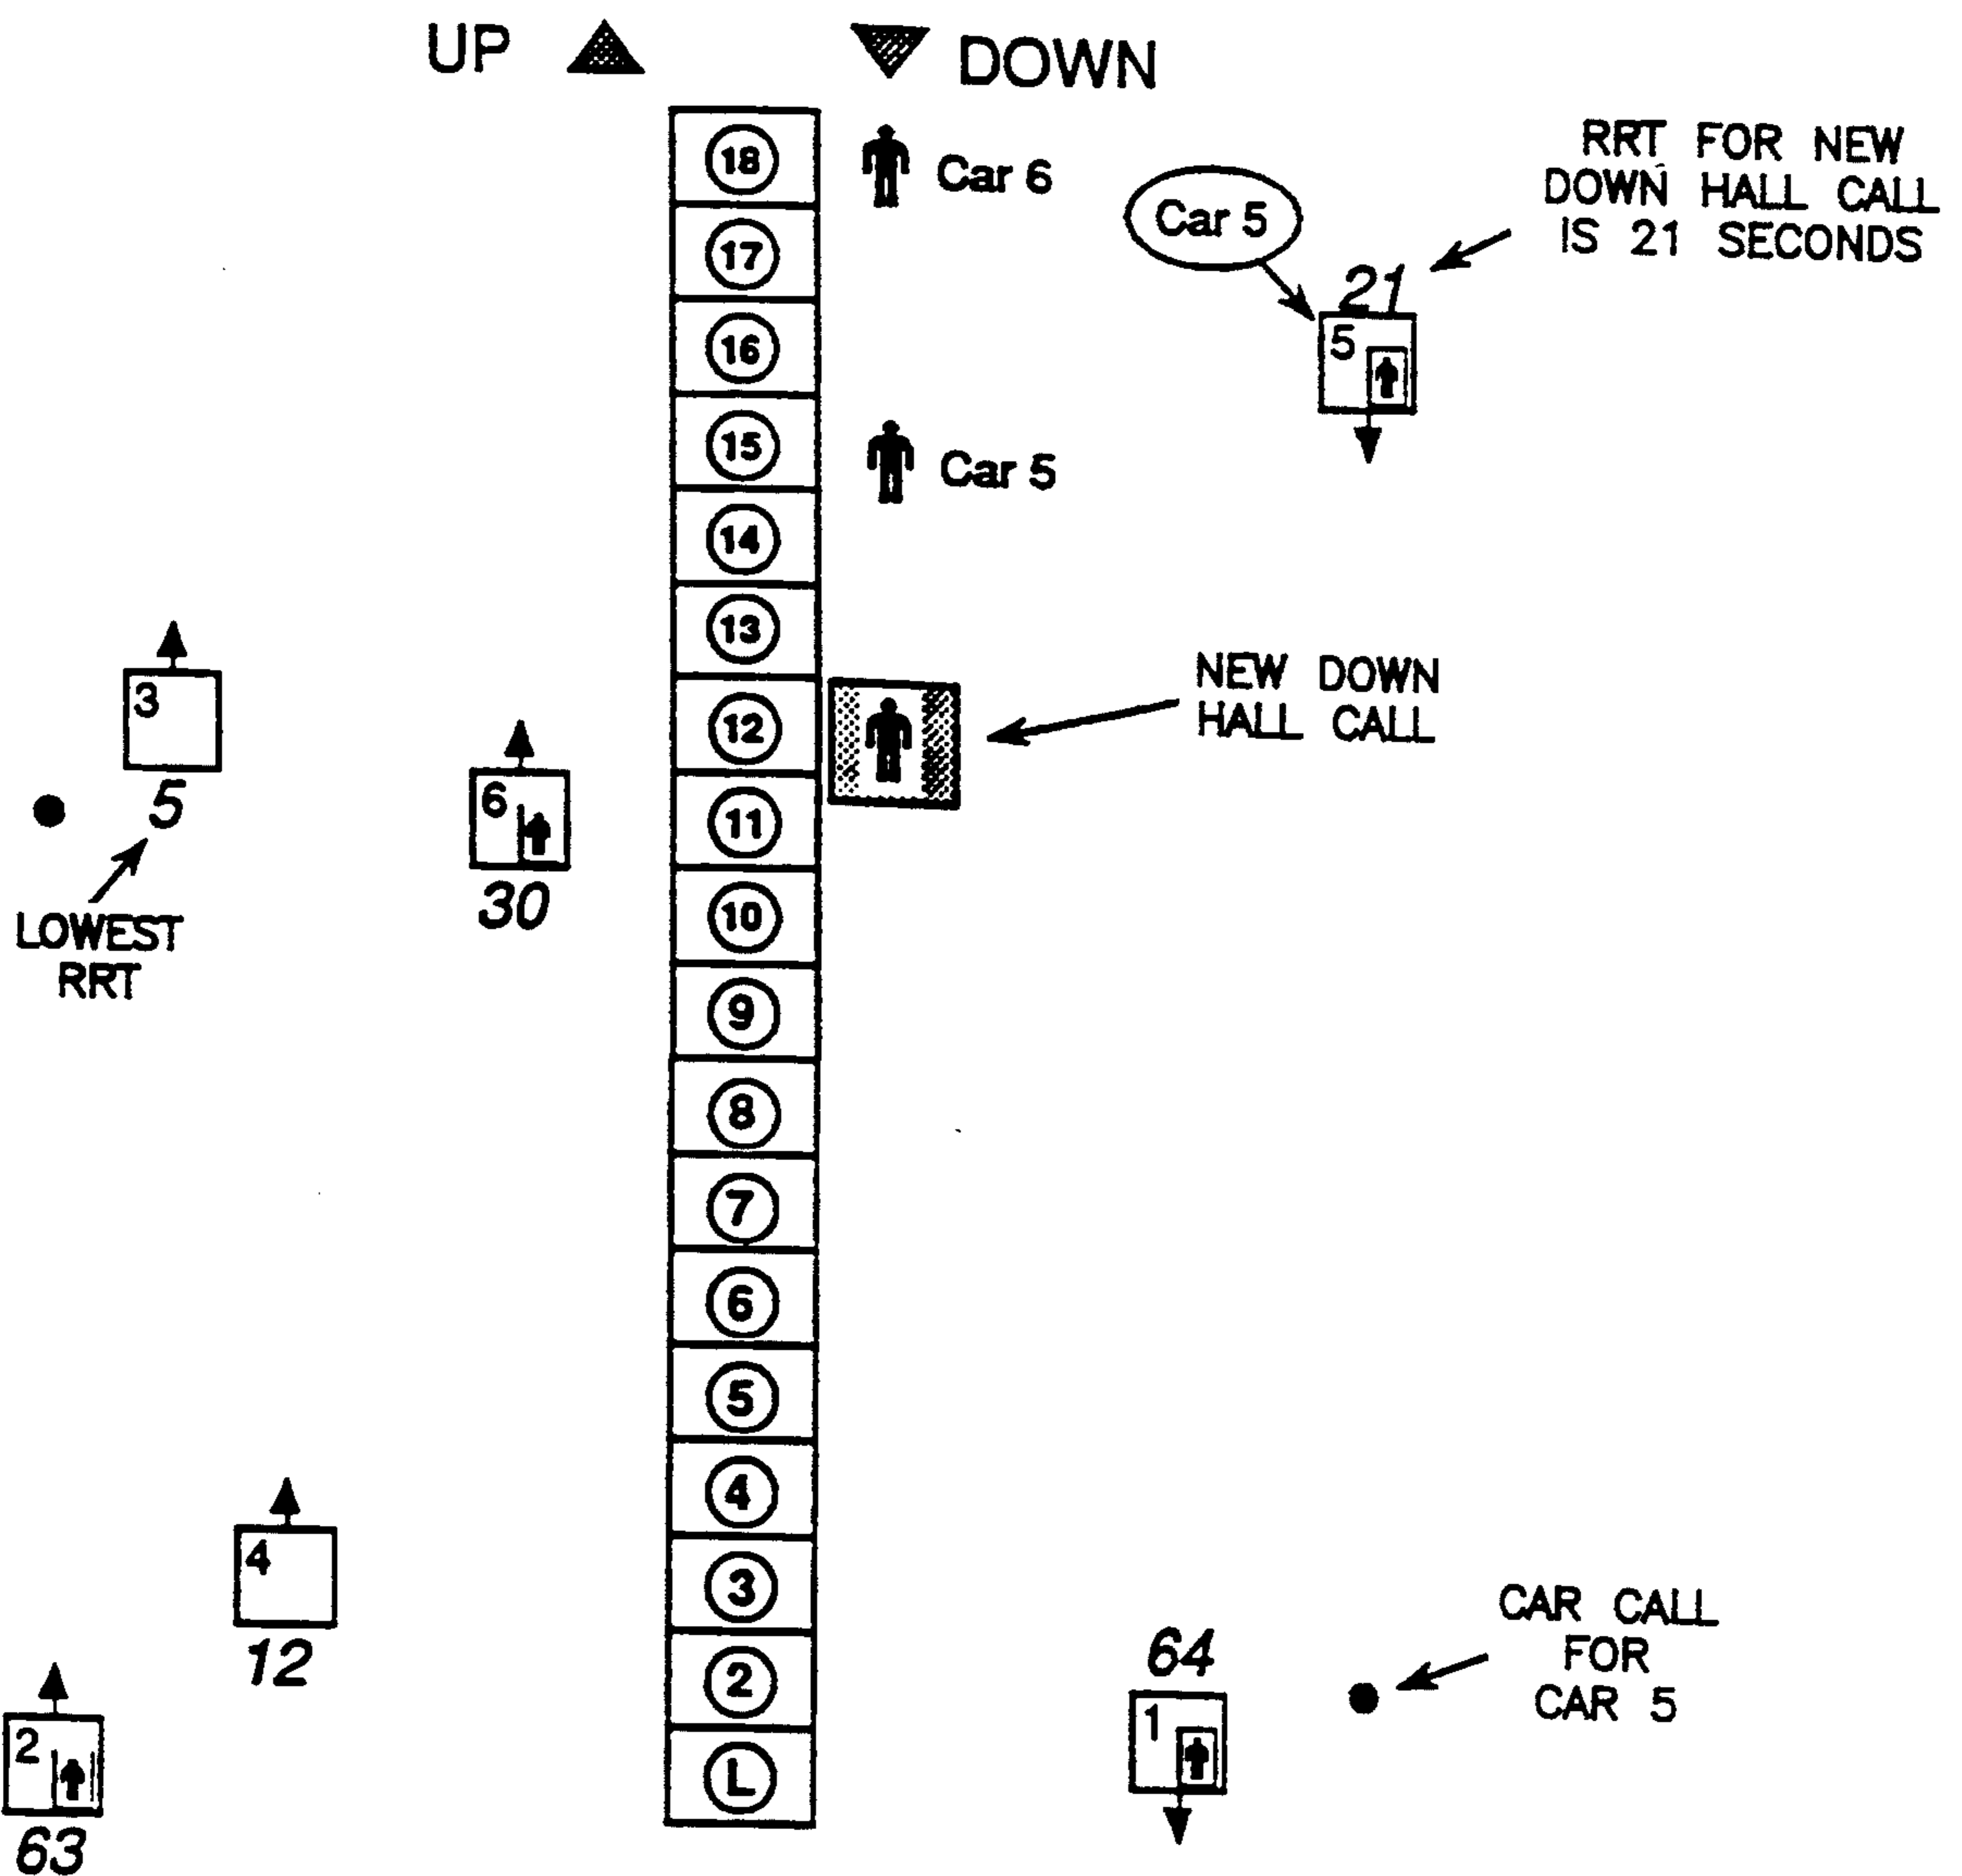 UP
DOWN
18
Car 6
RRT FOR NEW
DOWN HALL CALL
IS 21 SECONDS
Car 5
17
21
16
5
15
Car 5
14
13
3
12
NEW DOWN
HALL CALL
5
6
11
30
LOWEST
RRT
10
9
8
7
6
5
4
4
3
12
CAR CALL
FOR
CAR 5
64
2
2
1
L
63